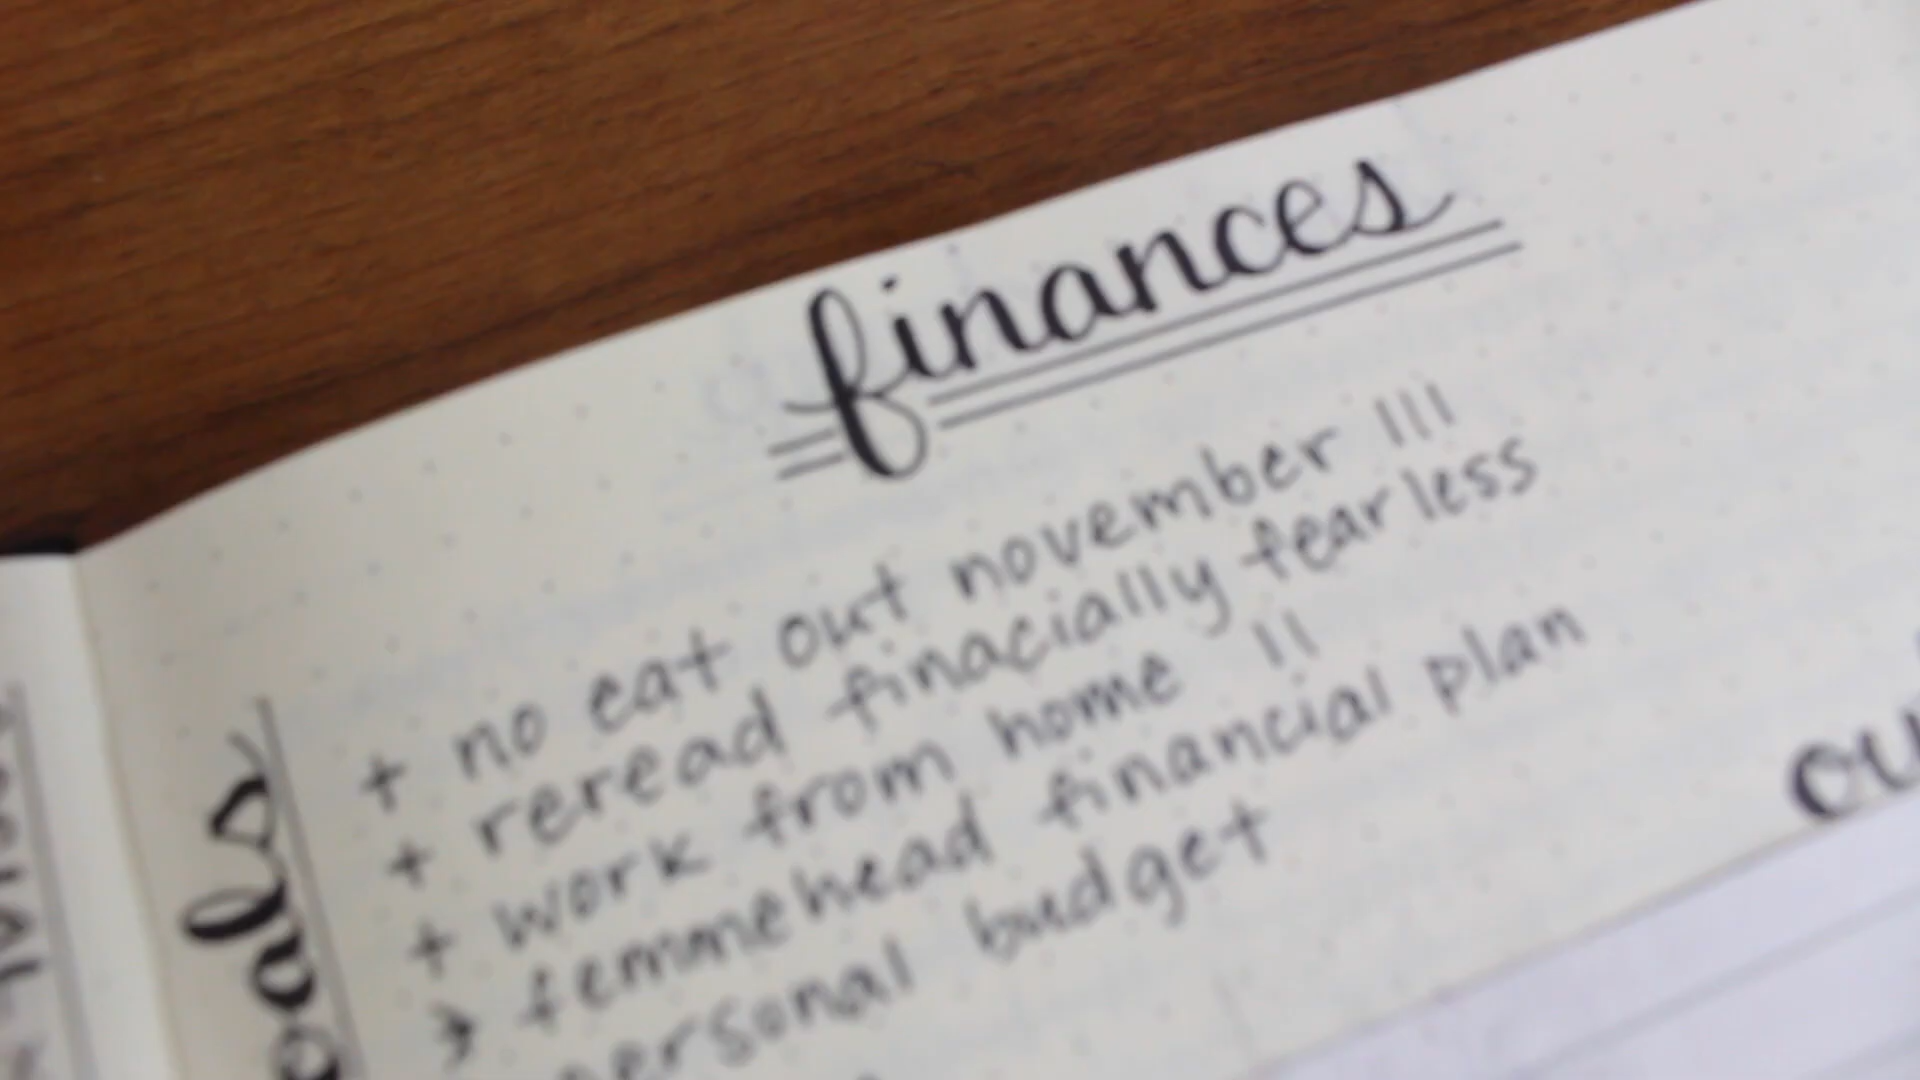 finances
+ no eat out november !!!
+ reread finacially fearless
+ work from home !!
> femmehead financial plan
personal budget